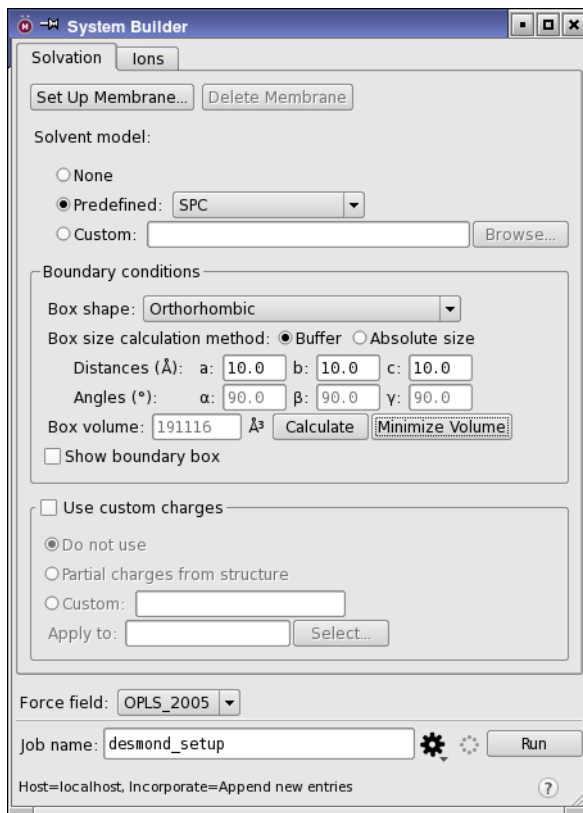 System Builder
Solvation Ions
Set Up Membrane... Delete Membrane
Solvent model:
None
Predefined: SPC
Custom: Browse...
Boundary conditions
Box shape: Orthorhombic
Box size calculation method: Buffer Absolute size
Distances (Å): a: 10.0 b: 10.0 c: 10.0
Angles (°): α: 90.0 β: 90.0 γ: 90.0
Box volume: 191116 Å³ Calculate Minimize Volume
Show boundary box
Use custom charges
Do not use
Partial charges from structure
Custom:
Apply to: Select...
Force field: OPLS_2005
Job name: desmond_setup Run
Host=localhost, Incorporate=Append new entries ?